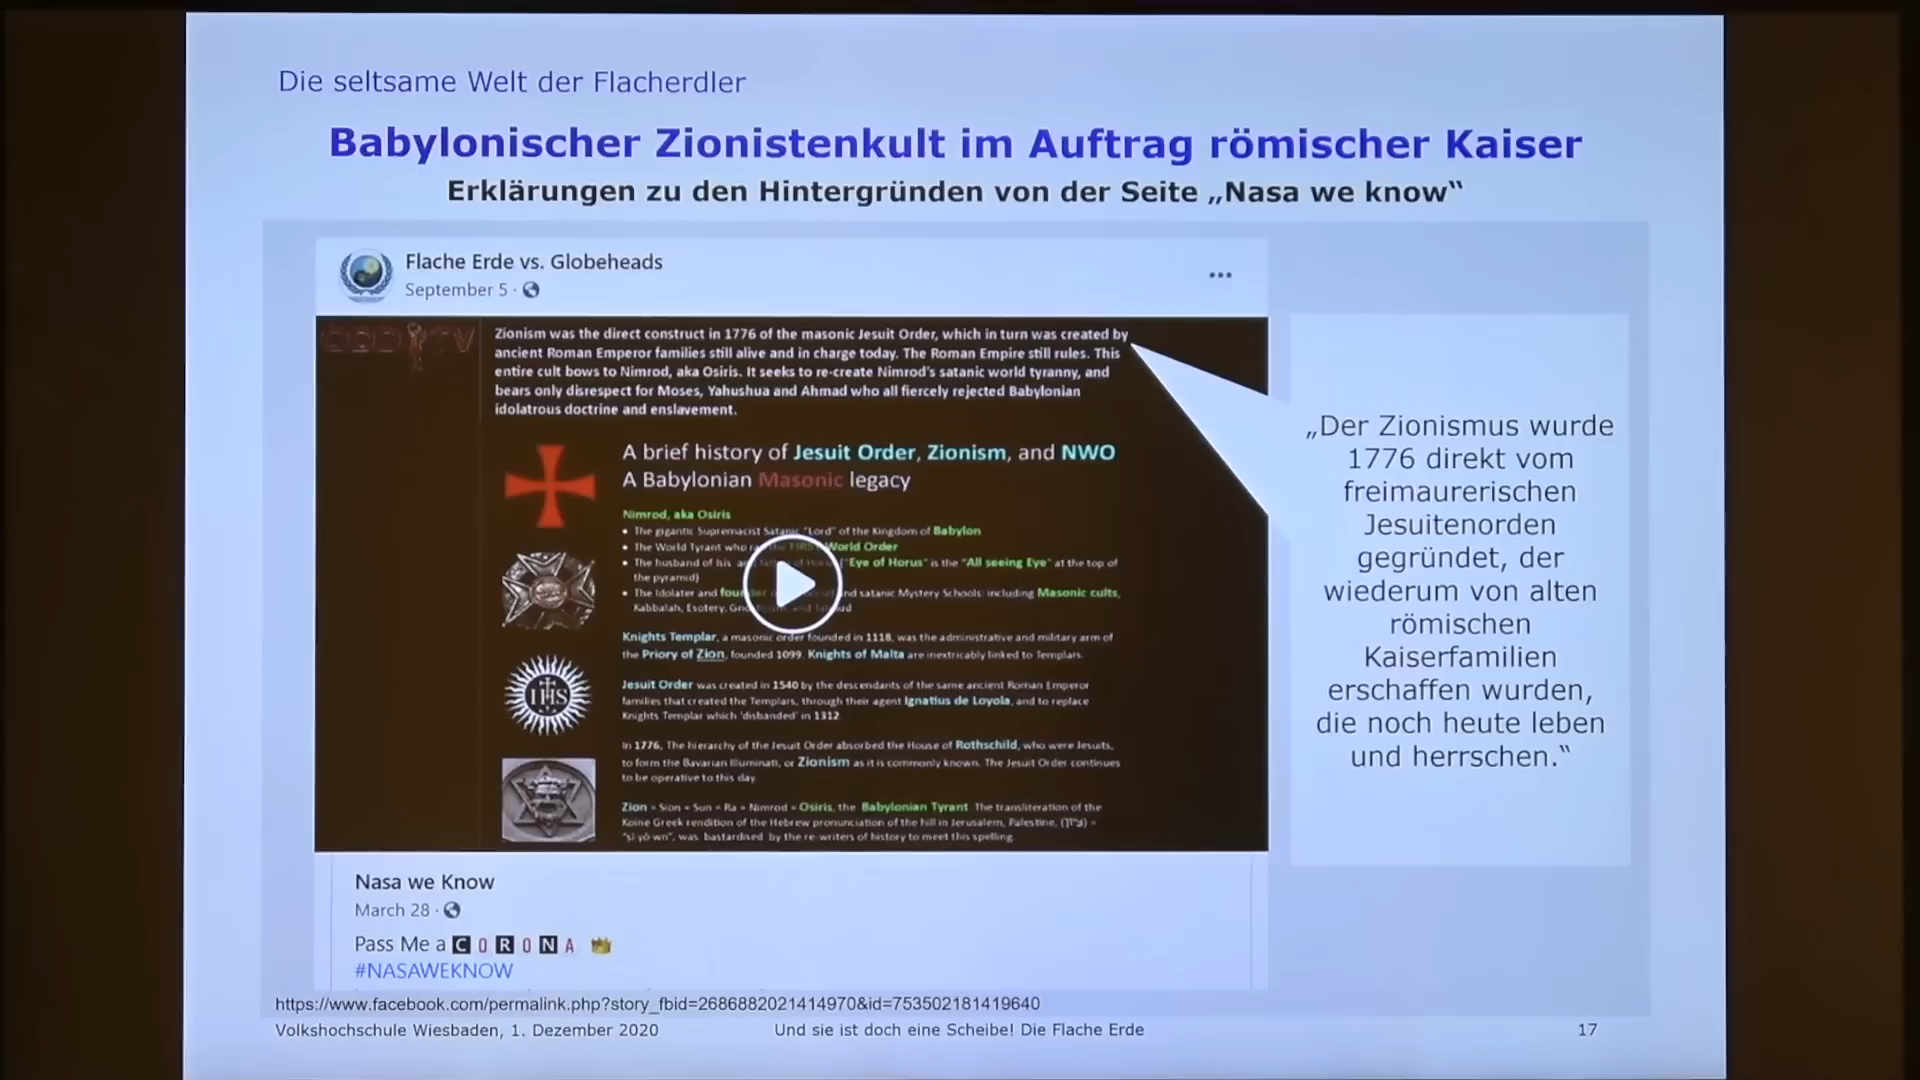 Die seltsame Welt der Flacherdler
Babylonischer Zionistenkult im Auftrag römischer Kaiser
Erklärungen zu den Hintergründen von der Seite „Nasa we know“
Flache Erde vs. Globeheads
September 5 ·
ODD TV
Zionism was the direct construct in 1776 of the masonic Jesuit Order, which in turn was created by
ancient Roman Emperor families still alive and in charge today. The Roman Empire still rules. This
entire cult bows to Nimrod, aka Osiris. It seeks to re-create Nimrod's satanic world tyranny, and
bears only disrespect for Moses, Yahushua and Ahmad who all fiercely rejected Babylonian
idolatrous doctrine and enslavement.
A brief history of Jesuit Order, Zionism, and NWO
A Babylonian Masonic legacy
Nimrod, aka Osiris
• The gigantic Supremacist Satanic "Lord" of the Kingdom of Babylon
• The World Tyrant who the FIRST World Order
• The husband of Isis "Eye of Horus" is the "All seeing Eye" at the top of
the pyramid)
• The Idolater and founder and satanic Mystery Schools: including Masonic cults,
Kabbalah, Esotery,
Knights Templar, a masonic order founded in 1118, was the administrative and military arm of
the Priory of Zion, founded 1099. Knights of Malta are inextricably linked to Templars.
IHS
Jesuit Order was created in 1540 by the descendants of the same ancient Roman Emperor
families that created the Templars, through their agent Ignatius de Loyola, and to replace
Knights Templar which 'disbanded' in 1312
In 1776, The hierarchy of the Jesuit Order absorbed the House of Rothschild, who were Jesuits,
to form the Bavarian Illuminati, or Zionism as it is commonly known. The Jesuit Order continues
to be operative to this day.
Zion = Sion = Sun = Ra = Nimrod = Osiris, the Babylonian Tyrant The transliteration of the
Koine Greek rendition of the Hebrew pronunciation of the hill in Jerusalem, Palestine, (ציון) =
"si-yô-wn", was bastardised by the re-writers of history to meet this spelling
„Der Zionismus wurde
1776 direkt vom
freimaurerischen
Jesuitenorden
gegründet, der
wiederum von alten
römischen
Kaiserfamilien
erschaffen wurden,
die noch heute leben
und herrschen.“
Nasa we Know
March 28 ·
Pass Me a CORONA
#NASAWEKNOW
https://www.facebook.com/permalink.php?story_fbid=2686882021414970&id=753502181419640
Volkshochschule Wiesbaden, 1. Dezember 2020
Und sie ist doch eine Scheibe! Die Flache Erde
17